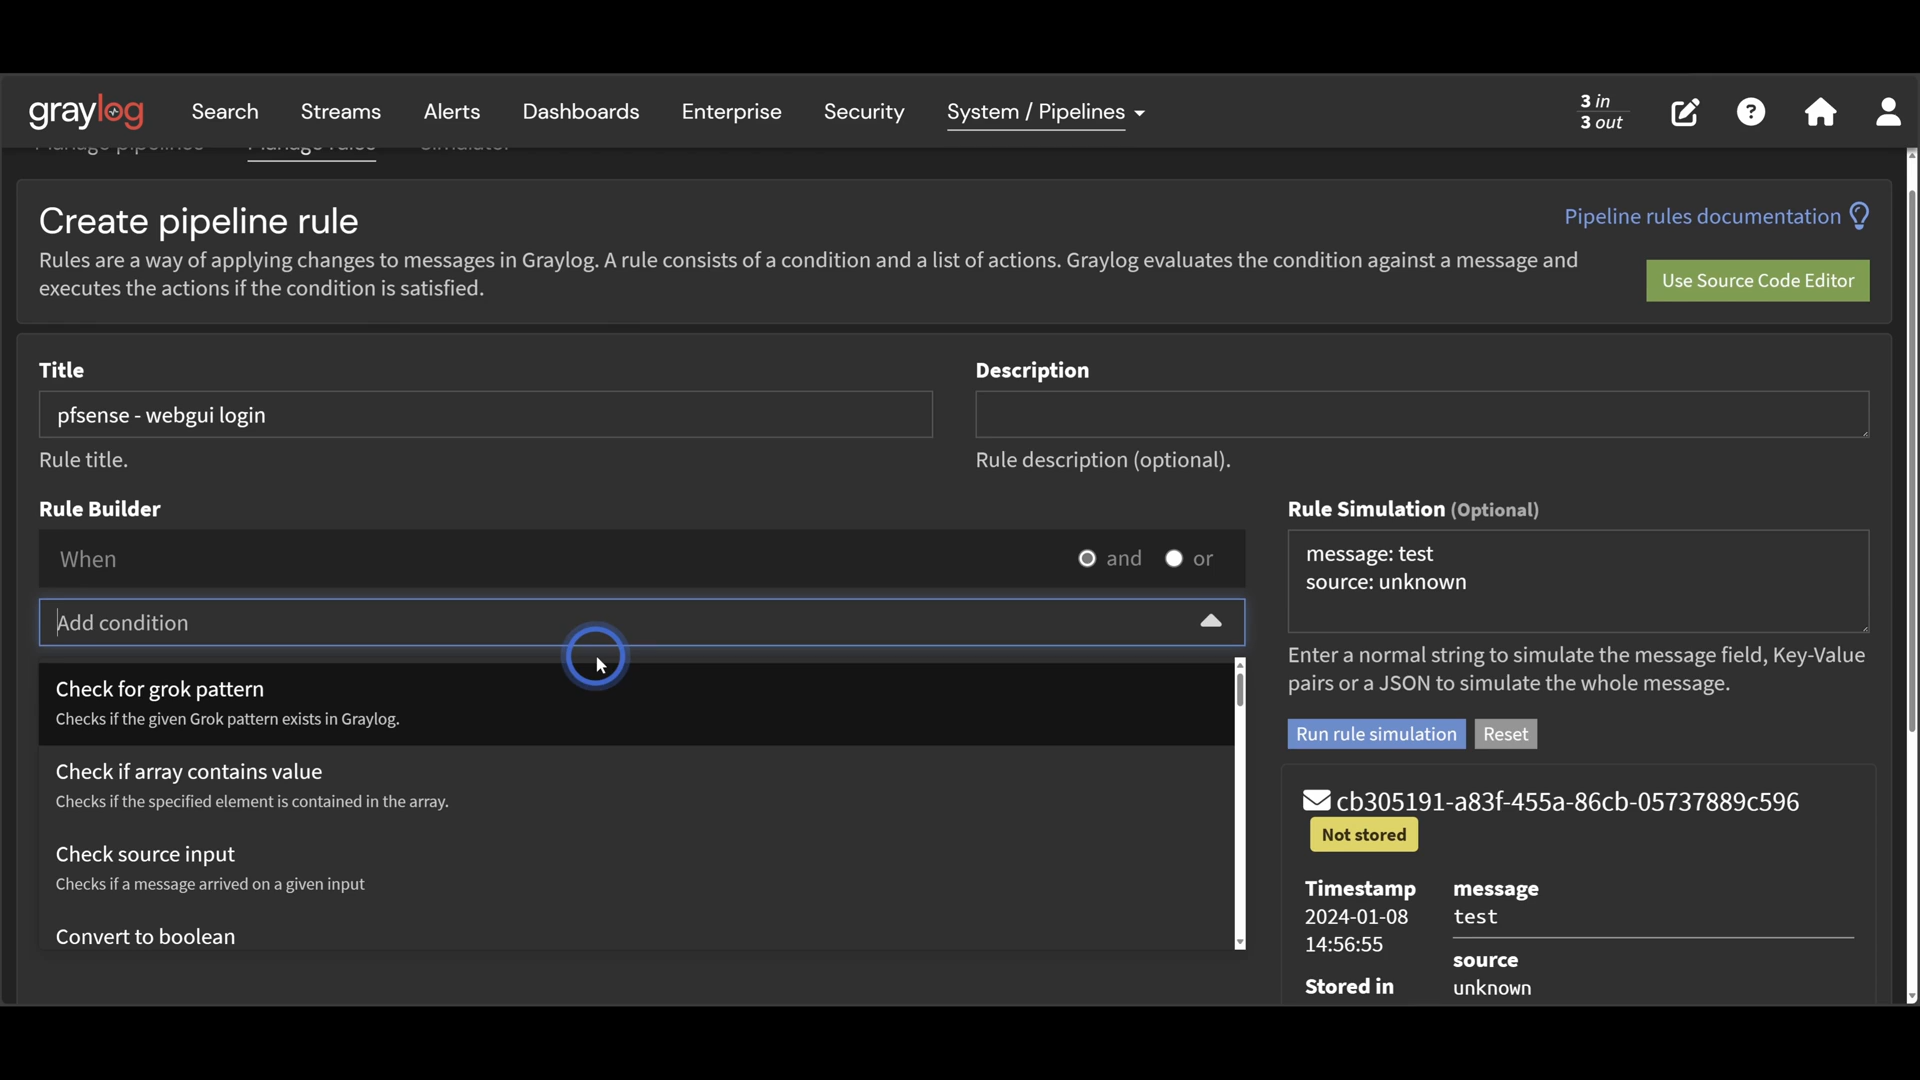 graylog
Search
Streams
Alerts
Dashboards
Enterprise
Security
System / Pipelines
3 in
3 out
Manage pipelines
Manage rules
Simulator
Create pipeline rule
Pipeline rules documentation
Rules are a way of applying changes to messages in Graylog. A rule consists of a condition and a list of actions. Graylog evaluates the condition against a message and
executes the actions if the condition is satisfied.
Use Source Code Editor
Title
pfsense - webgui login
Rule title.
Description
Rule description (optional).
Rule Builder
When
and
or
Add condition
Check for grok pattern
Checks if the given Grok pattern exists in Graylog.
Check if array contains value
Checks if the specified element is contained in the array.
Check source input
Checks if a message arrived on a given input
Convert to boolean
Rule Simulation (Optional)
message: test
source: unknown
Enter a normal string to simulate the message field, Key-Value
pairs or a JSON to simulate the whole message.
Run rule simulation
Reset
cb305191-a83f-455a-86cb-05737889c596
Not stored
Timestamp
2024-01-08
14:56:55
Stored in
message
test
source
unknown